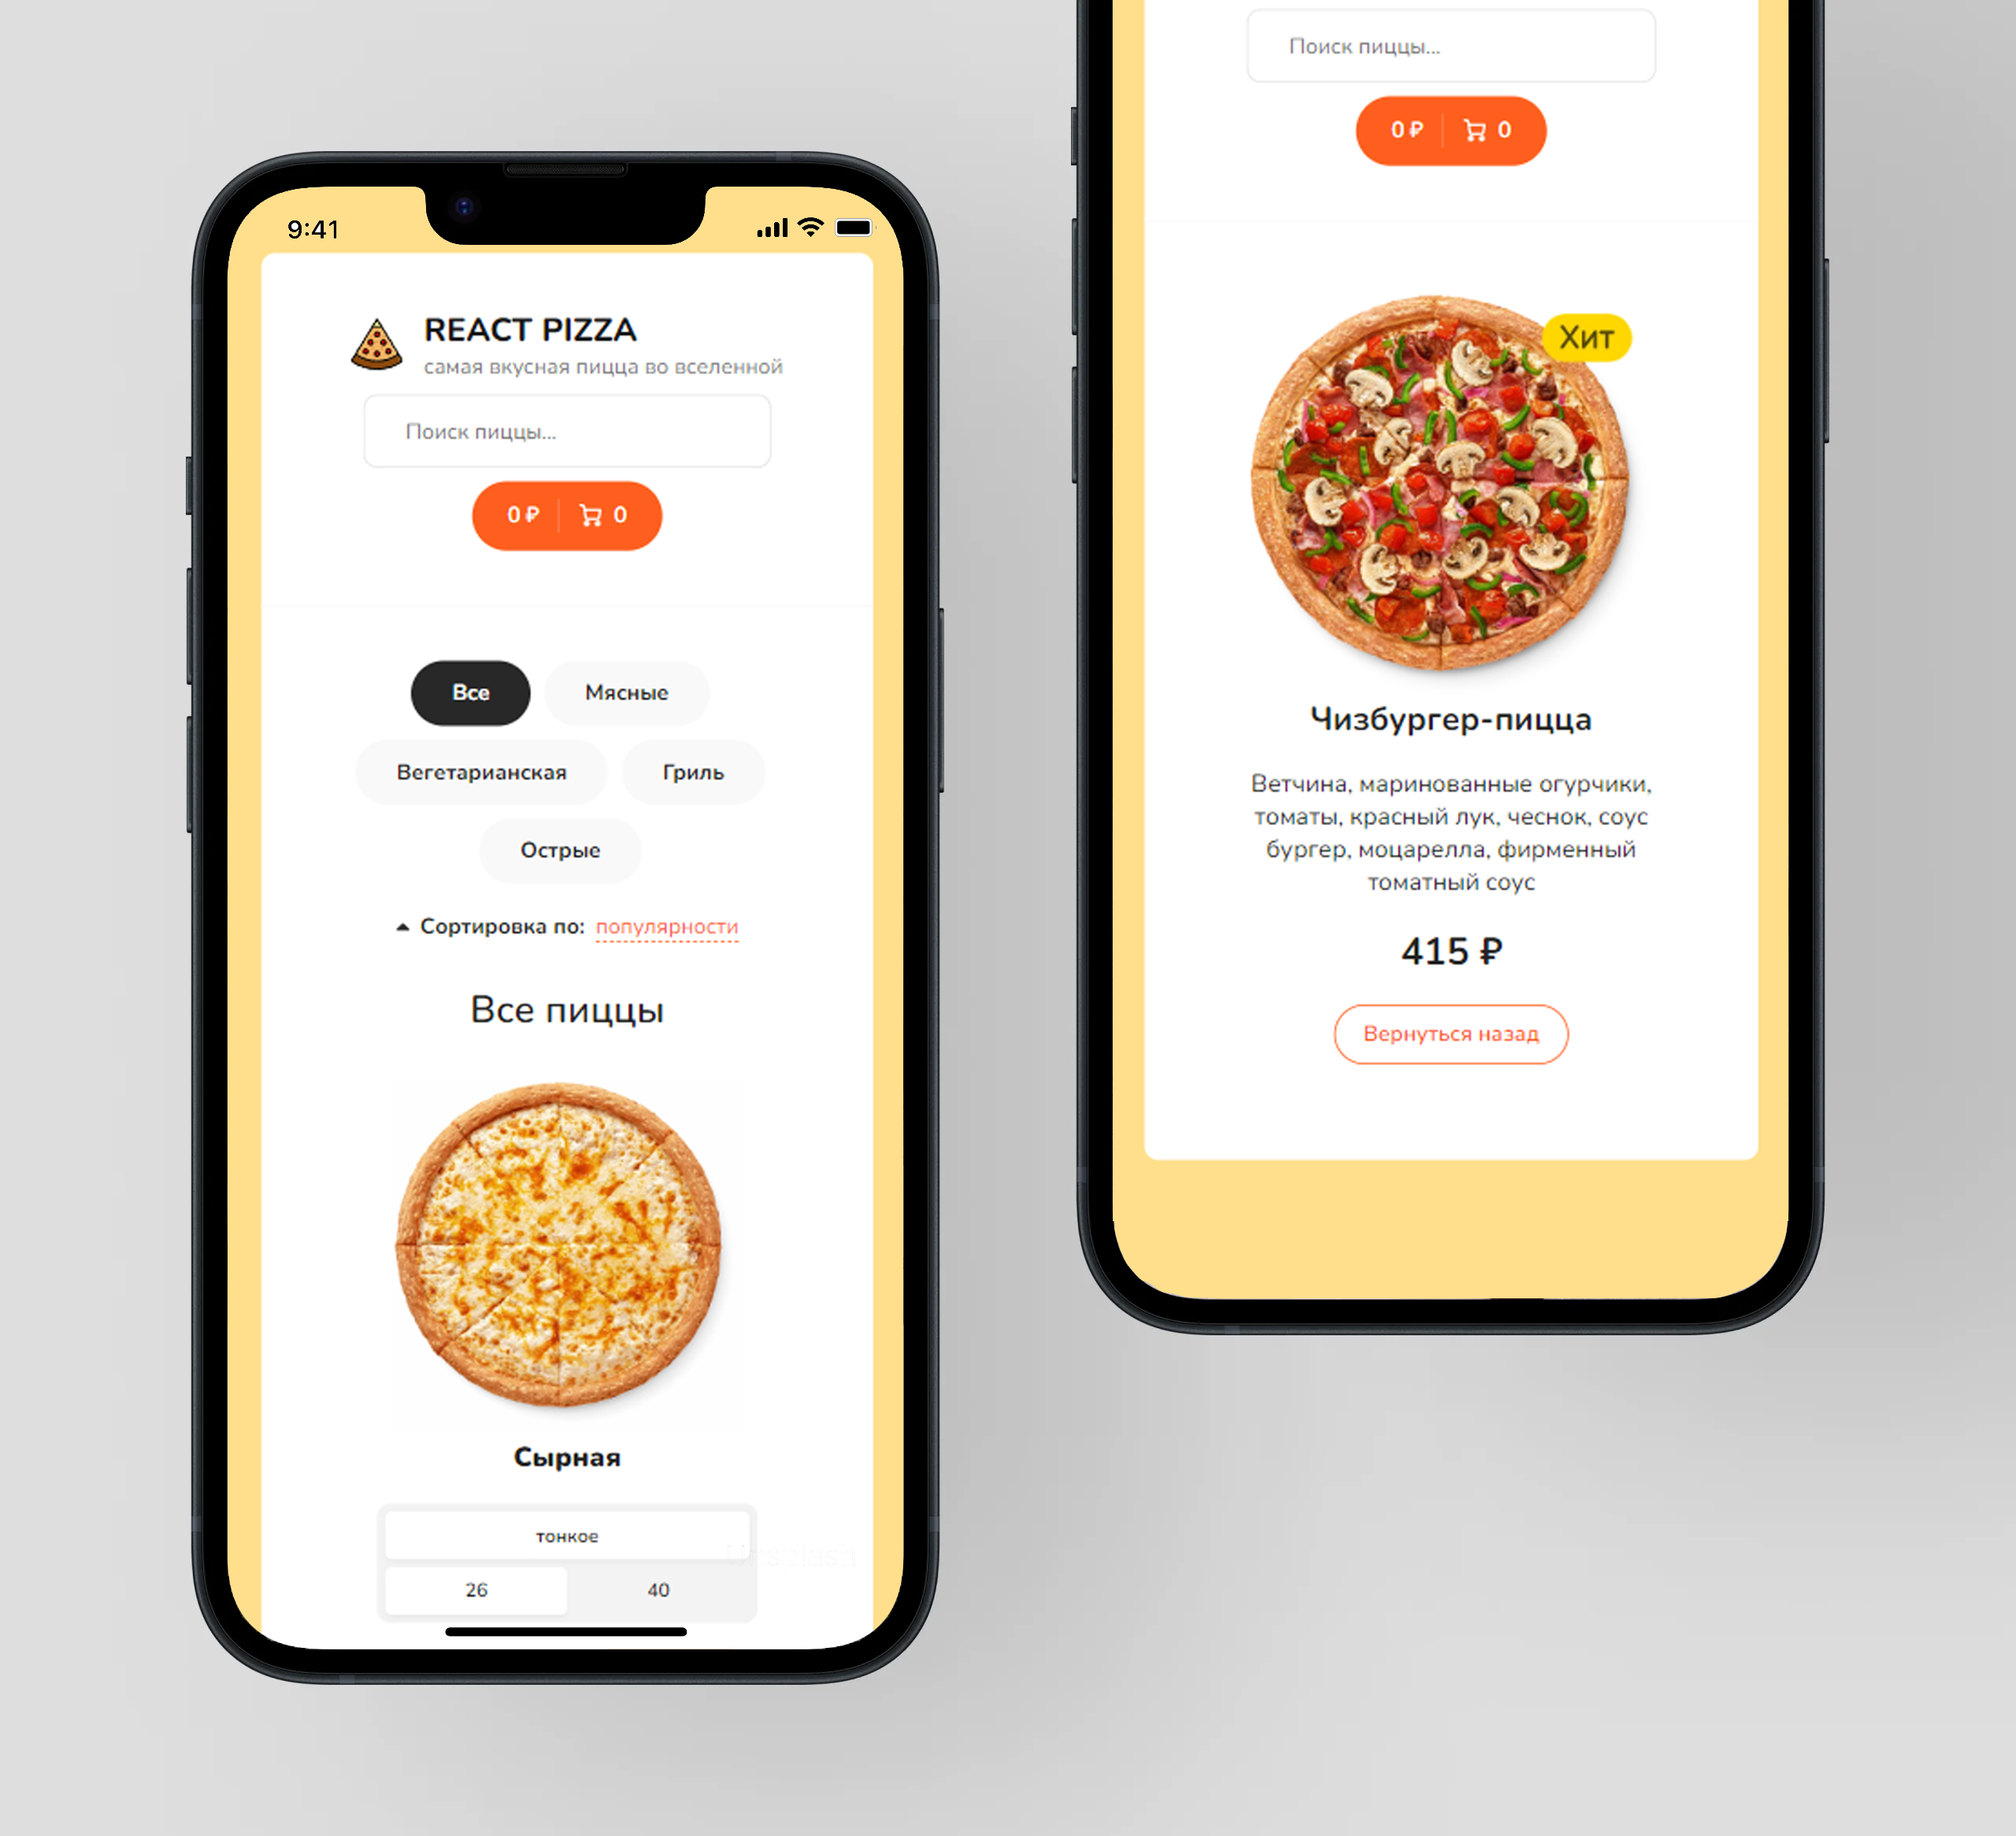 9:41
REACT PIZZA
самая вкусная пицца во вселенной
Поиск пиццы...
0 ₽ 0
Все Мясные
Вегетарианская Гриль
Острые
Сортировка по: популярности
Все пиццы
Сырная
тонкое
26 40
Поиск пиццы...
0 ₽ 0
Хит
Чизбургер-пицца
Ветчина, маринованные огурчики,
томаты, красный лук, чеснок, соус
бургер, моцарелла, фирменный
томатный соус
415 ₽
Вернуться назад